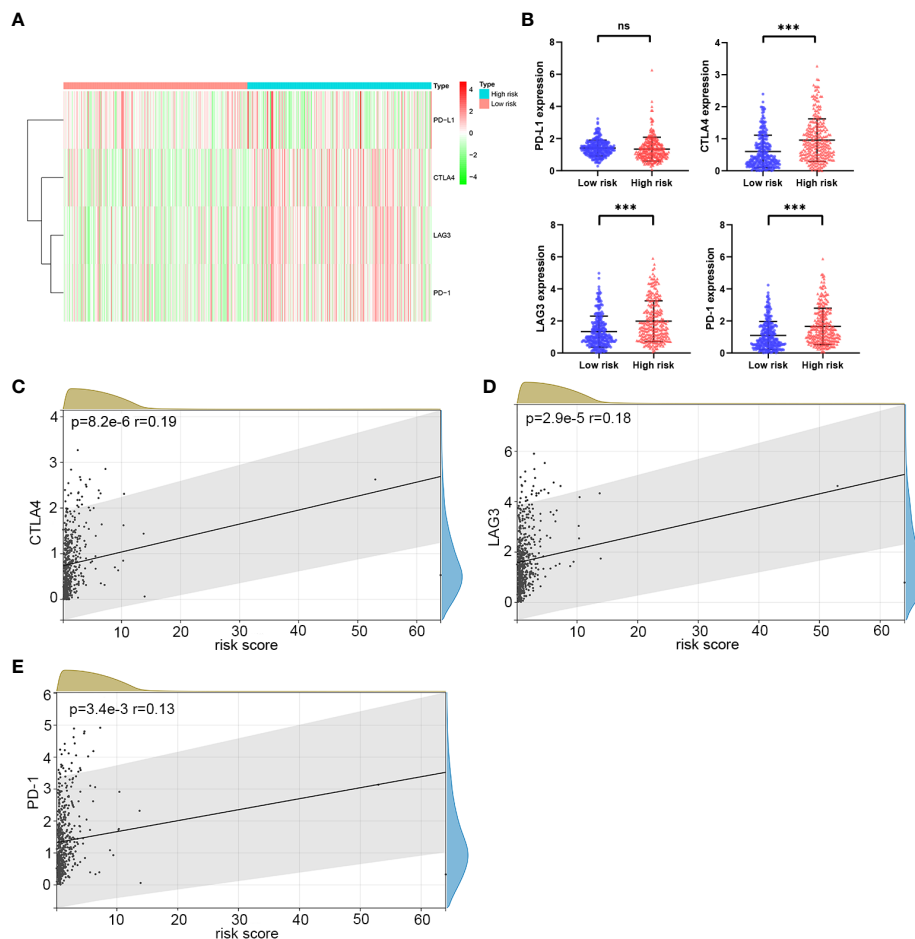 A
Type
4
2
0
−2
−4
Type
High risk
Low risk
PD−L1
CTLA4
LAG3
PD−1
B
ns
PD-L1 expression
8
6
4
2
0
Low risk
High risk
***
CTLA4 expression
4
3
2
1
0
Low risk
High risk
***
LAG3 expression
8
6
4
2
0
Low risk
High risk
***
PD-1 expression
8
6
4
2
0
Low risk
High risk
C
p=8.2e-6 r=0.19
CTLA4
4
3
2
1
0
10
20
30
40
50
60
risk score
D
p=2.9e-5 r=0.18
LAG3
6
4
2
0
10
20
30
40
50
60
risk score
E
p=3.4e-3 r=0.13
PD-1
6
5
4
3
2
1
0
10
20
30
40
50
60
risk score